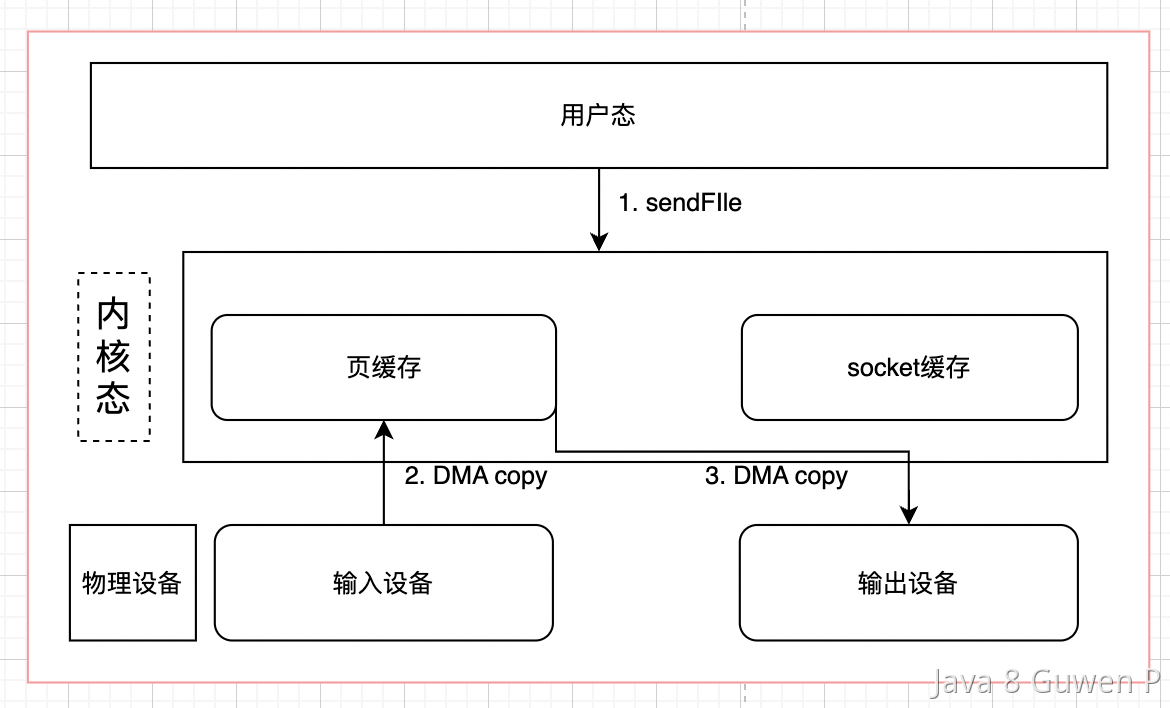 用户态
1. sendFIle
内核态
页缓存
socket缓存
2. DMA copy
3. DMA copy
物理设备
输入设备
输出设备
Java 8 Guwen P